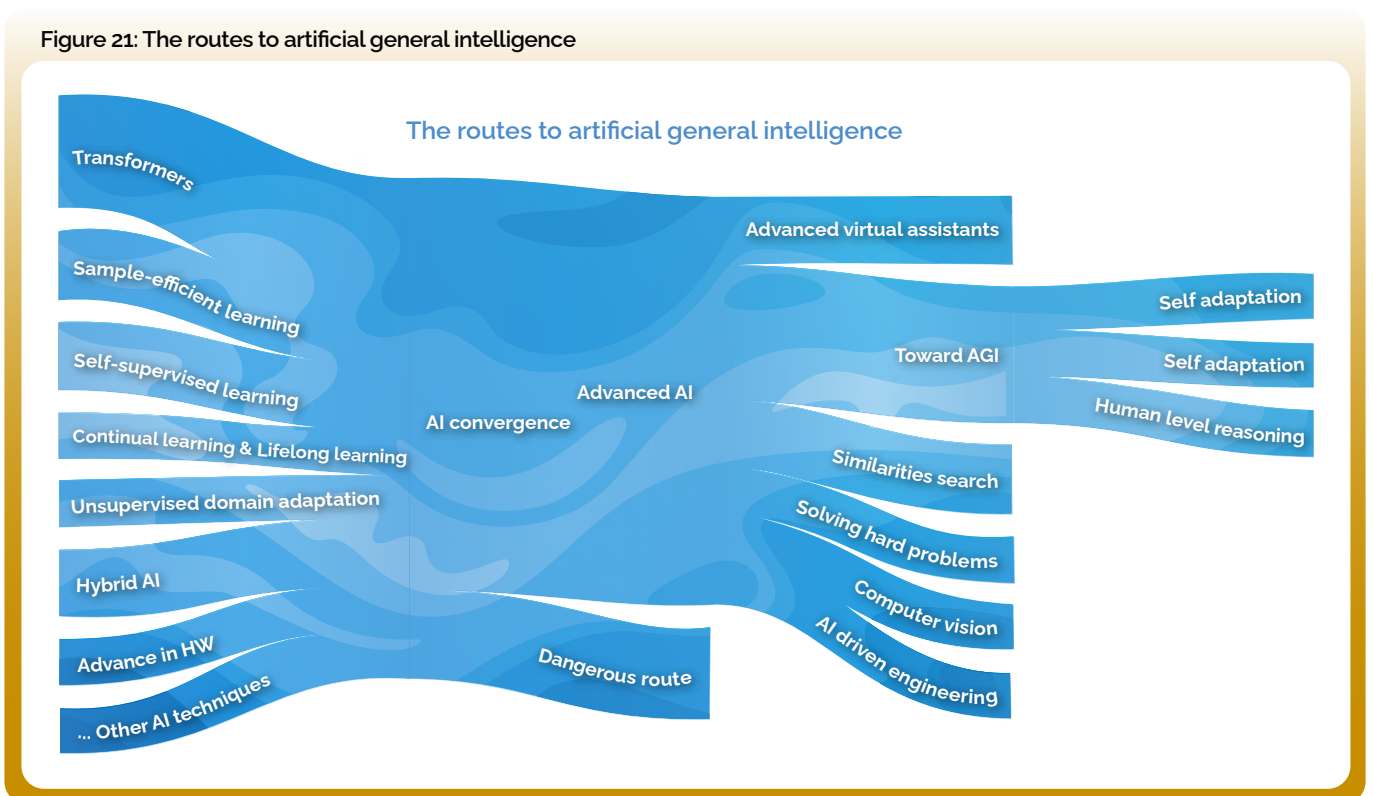 Figure 21: The routes to artificial general intelligence
The routes to artificial general intelligence
Transformers
Sample-efficient learning
Self-supervised learning
Continual learning & Lifelong learning
Unsupervised domain adaptation
Hybrid AI
Advance in HW
... Other AI techniques
AI convergence
Advanced AI
Dangerous route
Advanced virtual assistants
Toward AGI
Similarities search
Solving hard problems
Computer vision
AI driven engineering
Self adaptation
Self adaptation
Human level reasoning